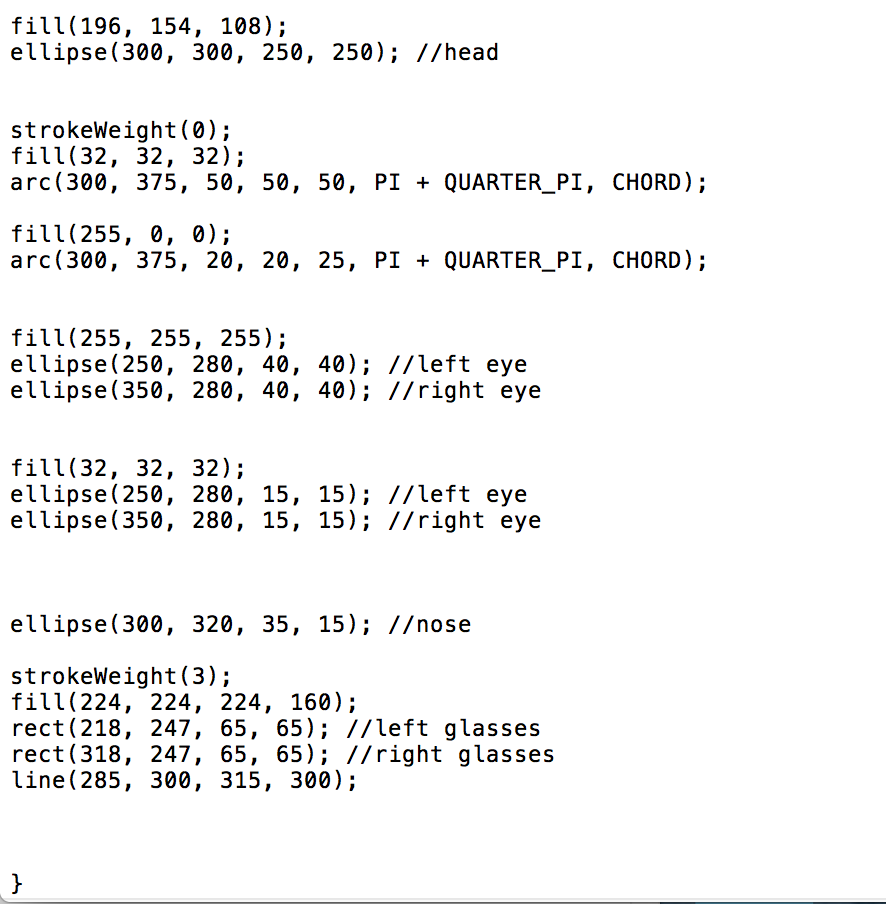 fill(196, 154, 108);
ellipse(300, 300, 250, 250); //head
strokeWeight(0);
fill(32, 32, 32);
arc(300, 375, 50, 50, 50, PI + QUARTER_PI, CHORD);
fill(255, 0, 0);
arc(300, 375, 20, 20, 25, PI + QUARTER_PI, CHORD);
fill(255, 255, 255);
ellipse(250, 280, 40, 40); //left eye
ellipse(350, 280, 40, 40); //right eye
fill(32, 32, 32);
ellipse(250, 280, 15, 15); //left eye
ellipse(350, 280, 15, 15); //right eye
ellipse(300, 320, 35, 15); //nose
strokeWeight(3);
fill(224, 224, 224, 160);
rect(218, 247, 65, 65); //left glasses
rect(318, 247, 65, 65); //right glasses
line(285, 300, 315, 300);
}